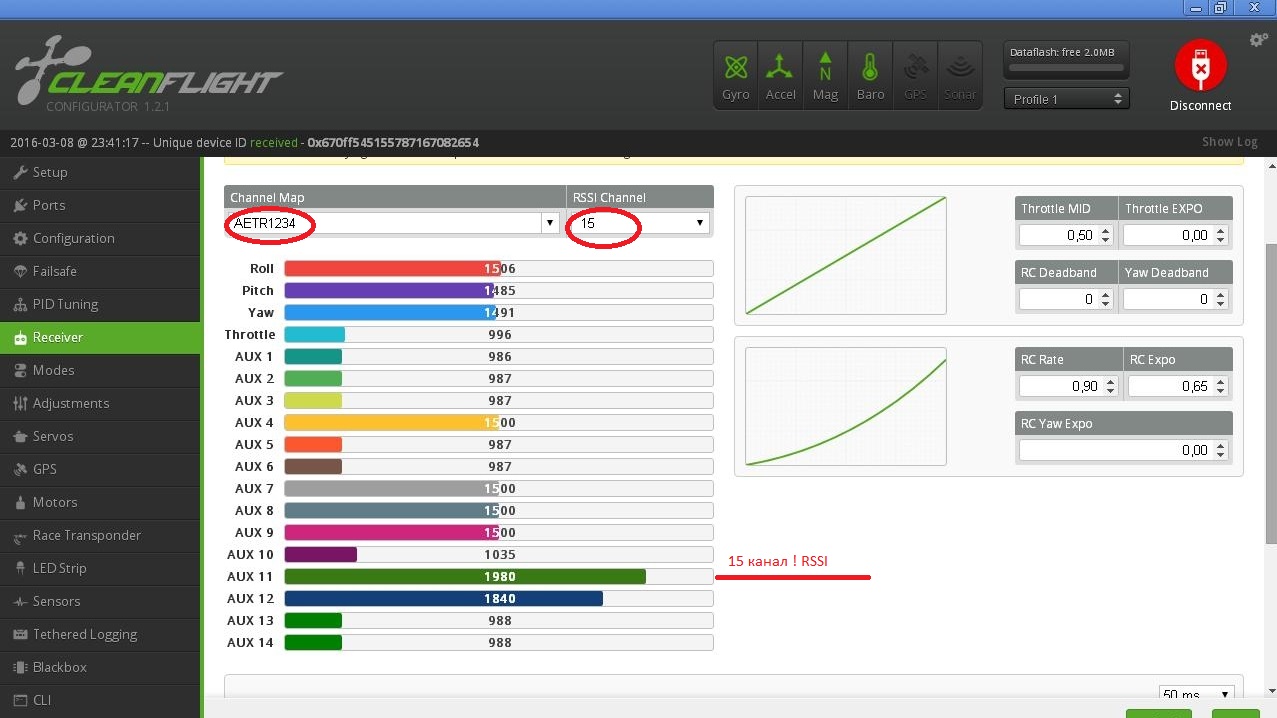 CLEANFLIGHT
CONFIGURATOR 1.2.1
Gyro Accel Mag Baro GPS Sonar
Dataflash: free 2.0MB
Profile 1
Disconnect
2016-03-08 @ 23:41:17 -- Unique device ID received - 0x670ff545155787167082654
Show Log
Setup
Ports
Configuration
Failsafe
PID Tuning
Receiver
Modes
Adjustments
Servos
GPS
Motors
Race Transponder
LED Strip
Sensors
Tethered Logging
Blackbox
CLI
Channel Map RSSI Channel
AETR1234 15
Roll 1506
Pitch 1485
Yaw 1491
Throttle 996
AUX 1 986
AUX 2 987
AUX 3 987
AUX 4 1500
AUX 5 987
AUX 6 987
AUX 7 1500
AUX 8 1500
AUX 9 1500
AUX 10 1035
AUX 11 1980
AUX 12 1840
AUX 13 988
AUX 14 988
15 канал ! RSSI
Throttle MID Throttle EXPO
0,50 0,00
RC Deadband Yaw Deadband
0 0
RC Rate RC Expo
0,90 0,65
RC Yaw Expo
0,00
50 ms